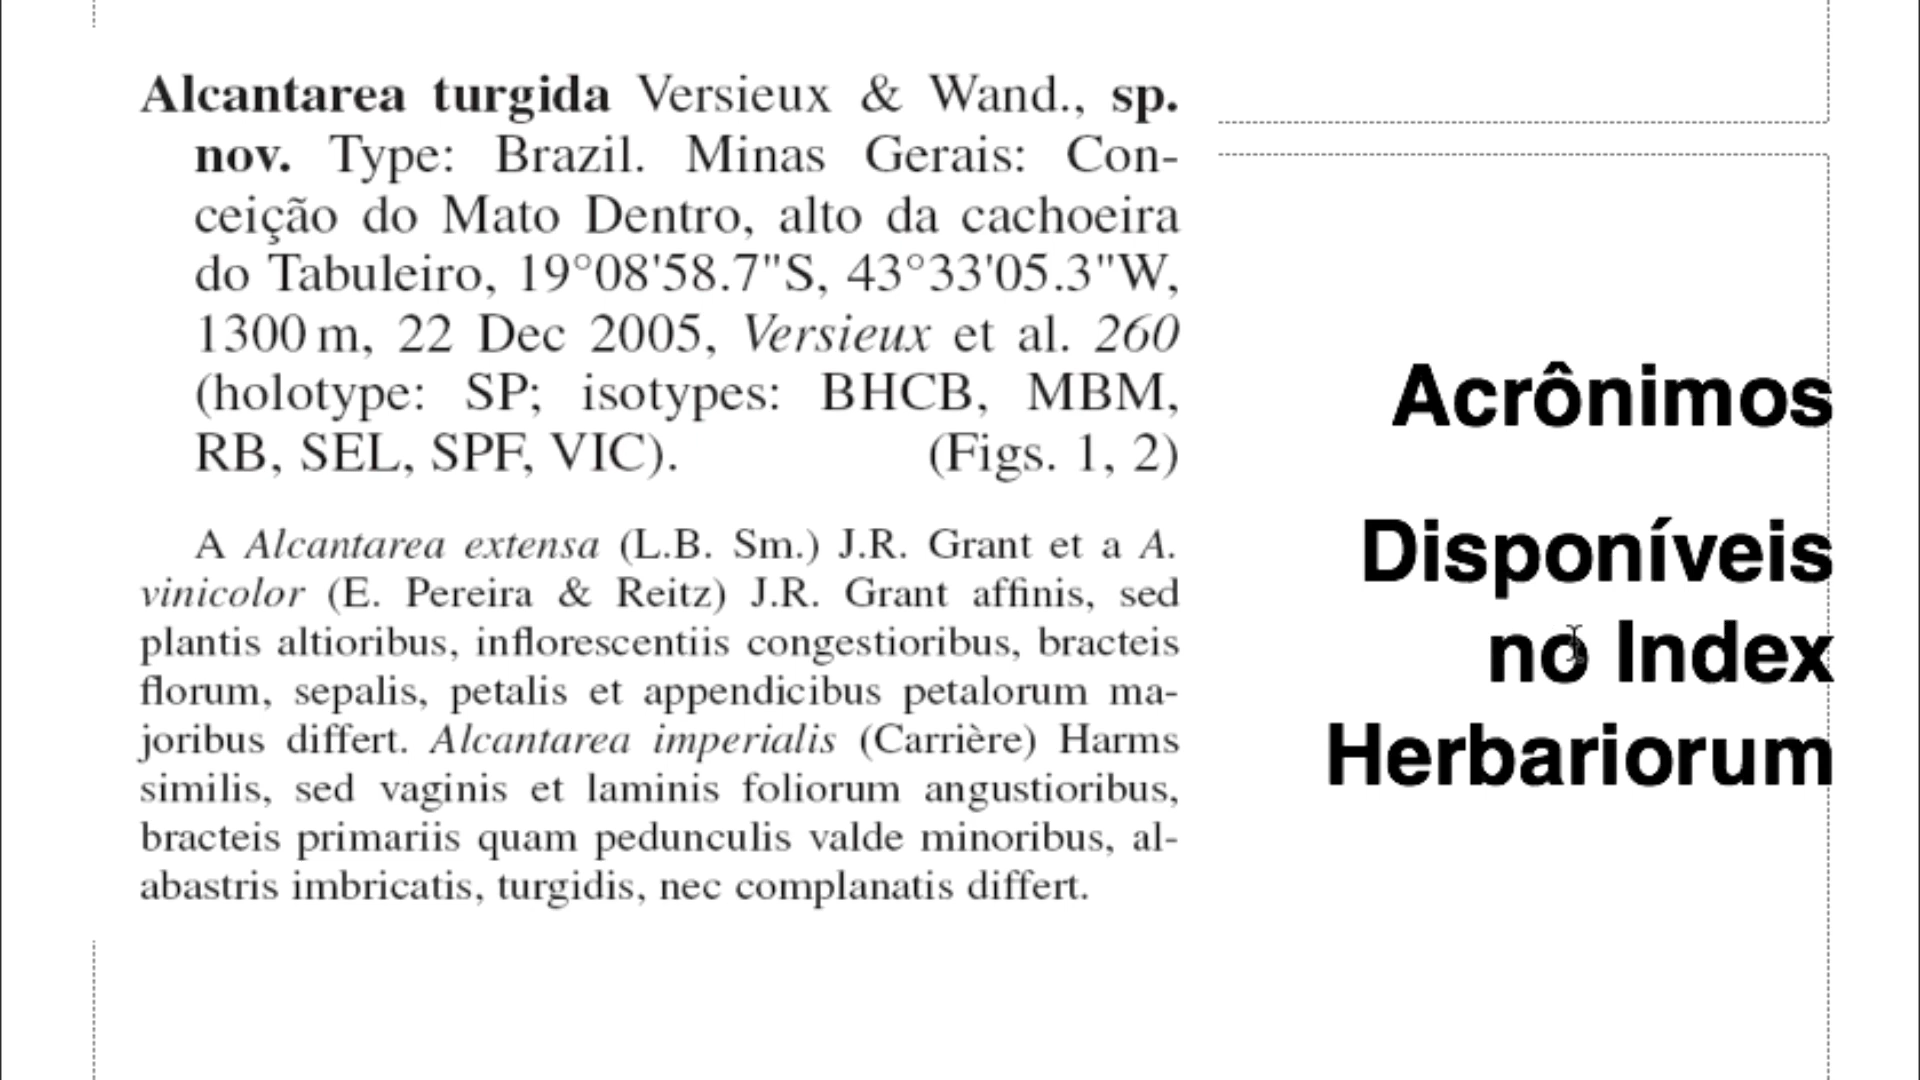 Alcantarea turgida Versieux & Wand., sp.
nov. Type: Brazil. Minas Gerais: Con-
ceição do Mato Dentro, alto da cachoeira
do Tabuleiro, 19°08'58.7"S, 43°33'05.3"W,
1300 m, 22 Dec 2005, Versieux et al. 260
(holotype: SP; isotypes: BHCB, MBM,
RB, SEL, SPF, VIC). (Figs. 1, 2)
A Alcantarea extensa (L.B. Sm.) J.R. Grant et a A.
vinicolor (E. Pereira & Reitz) J.R. Grant affinis, sed
plantis altioribus, inflorescentiis congestioribus, bracteis
florum, sepalis, petalis et appendicibus petalorum ma-
joribus differt. Alcantarea imperialis (Carrière) Harms
similis, sed vaginis et laminis foliorum angustioribus,
bracteis primariis quam pedunculis valde minoribus, al-
abastris imbricatis, turgidis, nec complanatis differt.
Acrônimos
Disponíveis
no Index
Herbariorum